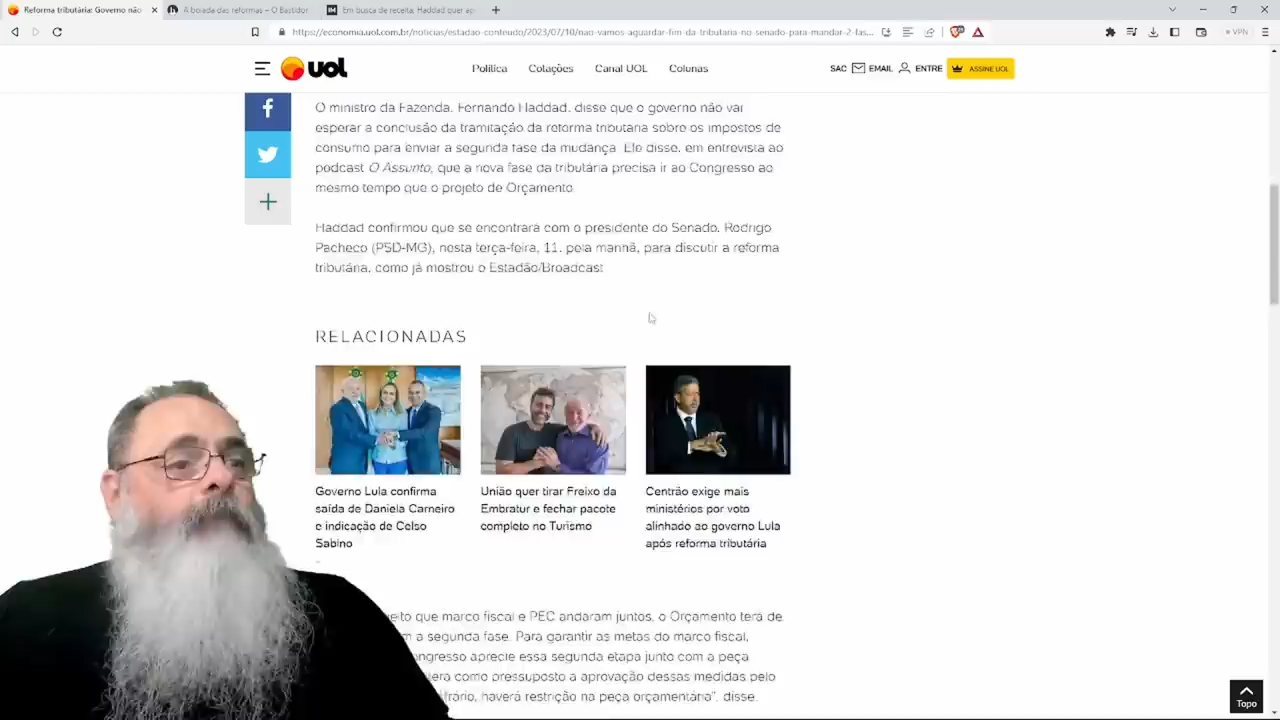 Reforma tributária: Governo não
A boiada das reformas – O Bastidor
Em busca de receita, Haddad quer ap
https://economia.uol.com.br/noticias/estadao-conteudo/2023/07/10/nao-vamos-aguardar-fim-da-tributaria-no-senado-para-mandar-2-fas...
VPN
UOL
Política
Cotações
Canal UOL
Colunas
SAC
EMAIL
ENTRE
ASSINE UOL
O ministro da Fazenda, Fernando Haddad, disse que o governo não vai
esperar a conclusão da tramitação da reforma tributária sobre os impostos de
consumo para enviar a segunda fase da mudança. Ele disse, em entrevista ao
podcast O Assunto, que a nova fase da tributária precisa ir ao Congresso ao
mesmo tempo que o projeto de Orçamento
Haddad confirmou que se encontrará com o presidente do Senado, Rodrigo
Pacheco (PSD-MG), nesta terça-feira, 11, pela manhã, para discutir a reforma
tributária, como já mostrou o Estadão/Broadcast
RELACIONADAS
Governo Lula confirma
saída de Daniela Carneiro
e indicação de Celso
Sabino
União quer tirar Freixo da
Embratur e fechar pacote
completo no Turismo
Centrão exige mais
ministérios por voto
alinhado ao governo Lula
após reforma tributária
que marco fiscal e PEC andaram juntos, o Orçamento terá de
a segunda fase. Para garantir as metas do marco fiscal,
aprecie essa segunda etapa junto com a peça
como pressuposto a aprovação dessas medidas pelo
haverá restrição na peça orçamentária", disse.
Topo